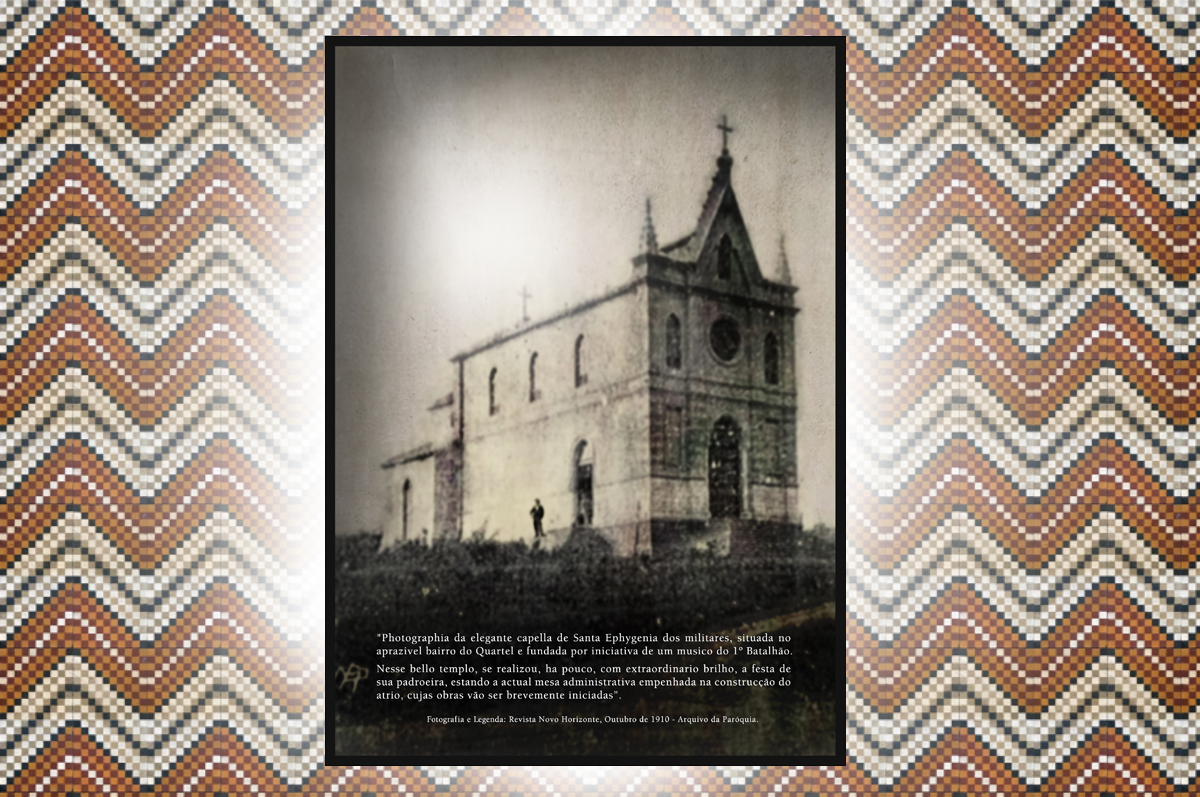 "Photographia da elegante capella de Santa Ephygenia dos militares, situada no
aprazivel bairro do Quartel e fundada por iniciativa de um musico do 1º Batalhão.
Nesse bello templo, se realizou, ha pouco, com extraordinario brilho, a festa de
sua padroeira, estando a actual mesa administrativa empenhada na construcção do
atrio, cujas obras vão ser brevemente iniciadas".
Fotografia e Legenda: Revista Novo Horizonte, Outubro de 1910 - Arquivo da Paróquia.